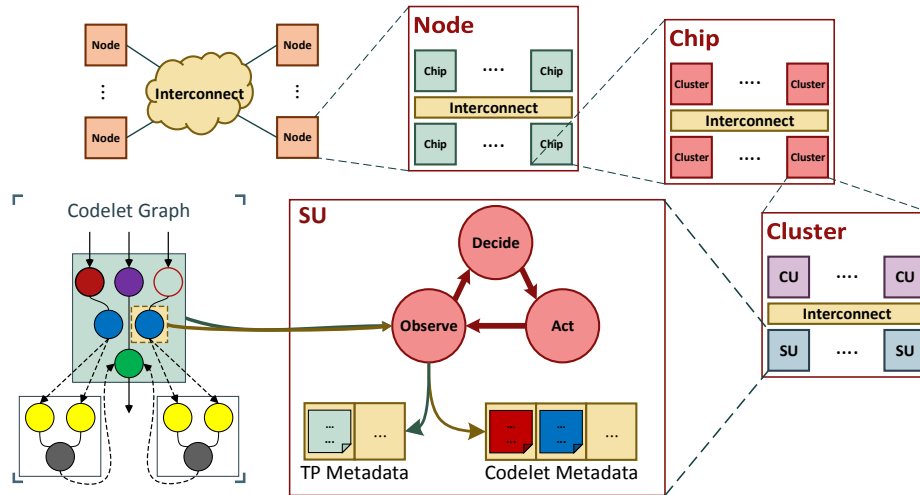 Node
Node
Interconnect
⋮
⋮
Node
Node
Node
Chip
....
Chip
Interconnect
Chip
....
Chip
Chip
Cluster
....
Cluster
Interconnect
Cluster
....
Cluster
Codelet Graph
SU
Decide
Observe
Act
...
...
...
TP Metadata
...
...
...
...
...
Codelet Metadata
Cluster
CU
....
CU
Interconnect
SU
....
SU